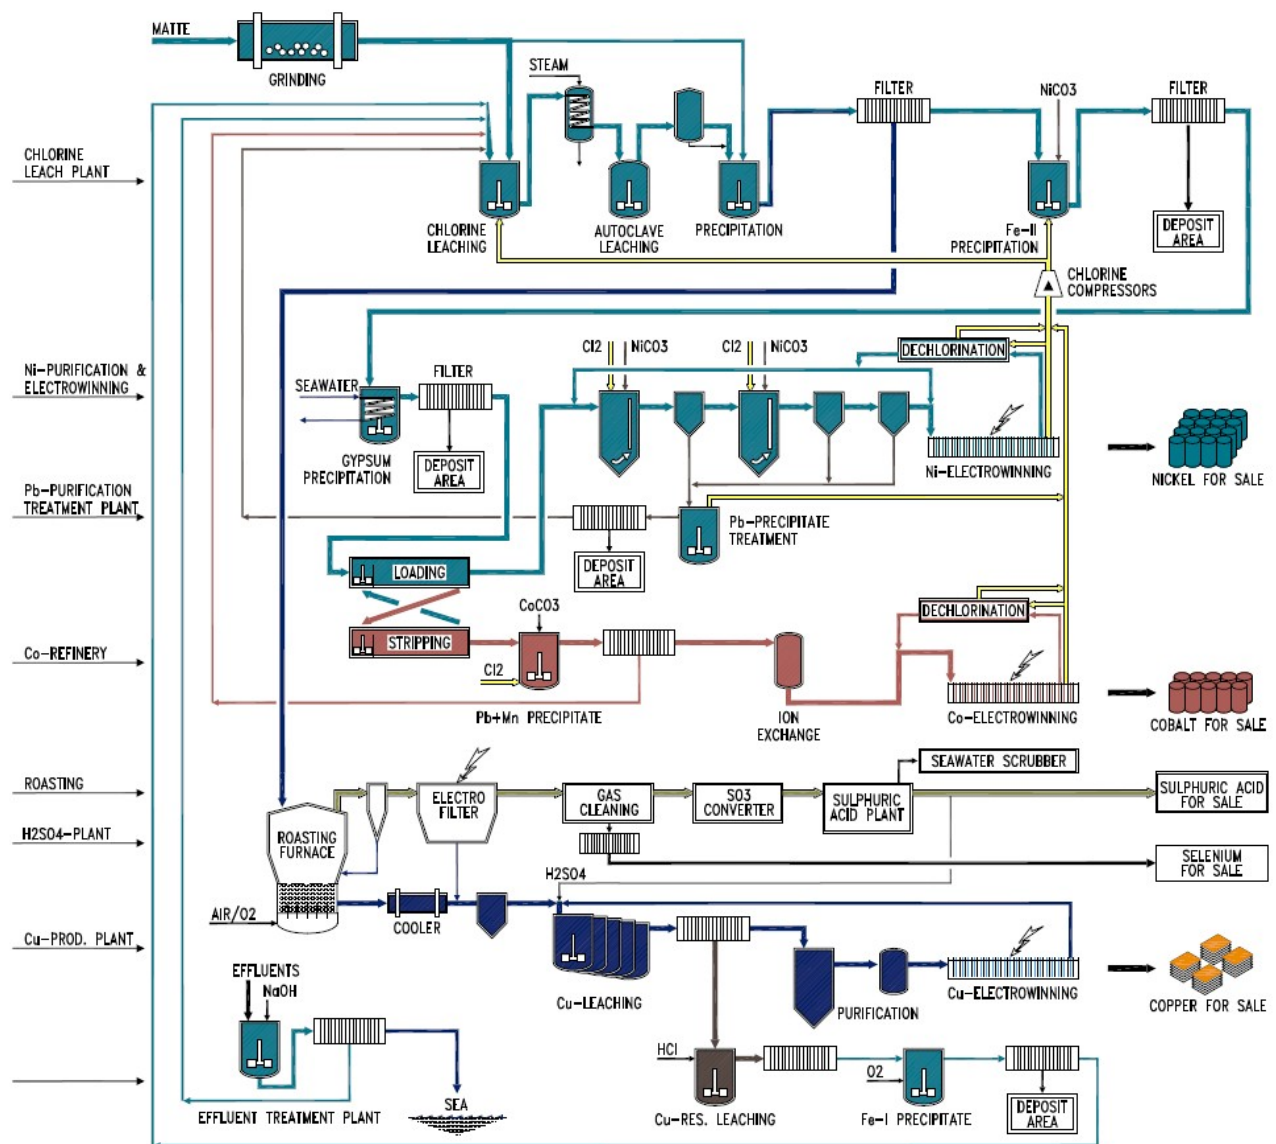 MATTE
GRINDING
STEAM
FILTER
NiCO3
FILTER
CHLORINE
LEACH PLANT
CHLORINE
LEACHING
AUTOCLAVE
LEACHING
PRECIPITATION
Fe-II
PRECIPITATION
DEPOSIT
AREA
CHLORINE
COMPRESSORS
Ni-PURIFICATION &
ELECTROWINNING
SEAWATER
FILTER
Cl2
NiCO3
Cl2
NiCO3
DECHLORINATION
GYPSUM
PRECIPITATION
DEPOSIT
AREA
Ni-ELECTROWINNING
NICKEL FOR SALE
Pb-PURIFICATION
TREATMENT PLANT
Pb-PRECIPITATE
TREATMENT
DEPOSIT
AREA
LOADING
CoCO3
DECHLORINATION
Co-REFINERY
STRIPPING
Cl2
Pb+Mn PRECIPITATE
ION
EXCHANGE
Co-ELECTROWINNING
COBALT FOR SALE
SEAWATER SCRUBBER
ROASTING
ELECTRO
FILTER
GAS
CLEANING
SO3
CONVERTER
SULPHURIC
ACID PLANT
SULPHURIC ACID
FOR SALE
H2SO4-PLANT
ROASTING
FURNACE
SELENIUM
FOR SALE
H2SO4
AIR/O2
COOLER
Cu-PROD. PLANT
Cu-LEACHING
PURIFICATION
Cu-ELECTROWINNING
COPPER FOR SALE
EFFLUENTS
NaOH
HCl
O2
EFFLUENT TREATMENT PLANT
SEA
Cu-RES. LEACHING
Fe-I PRECIPITATE
DEPOSIT
AREA